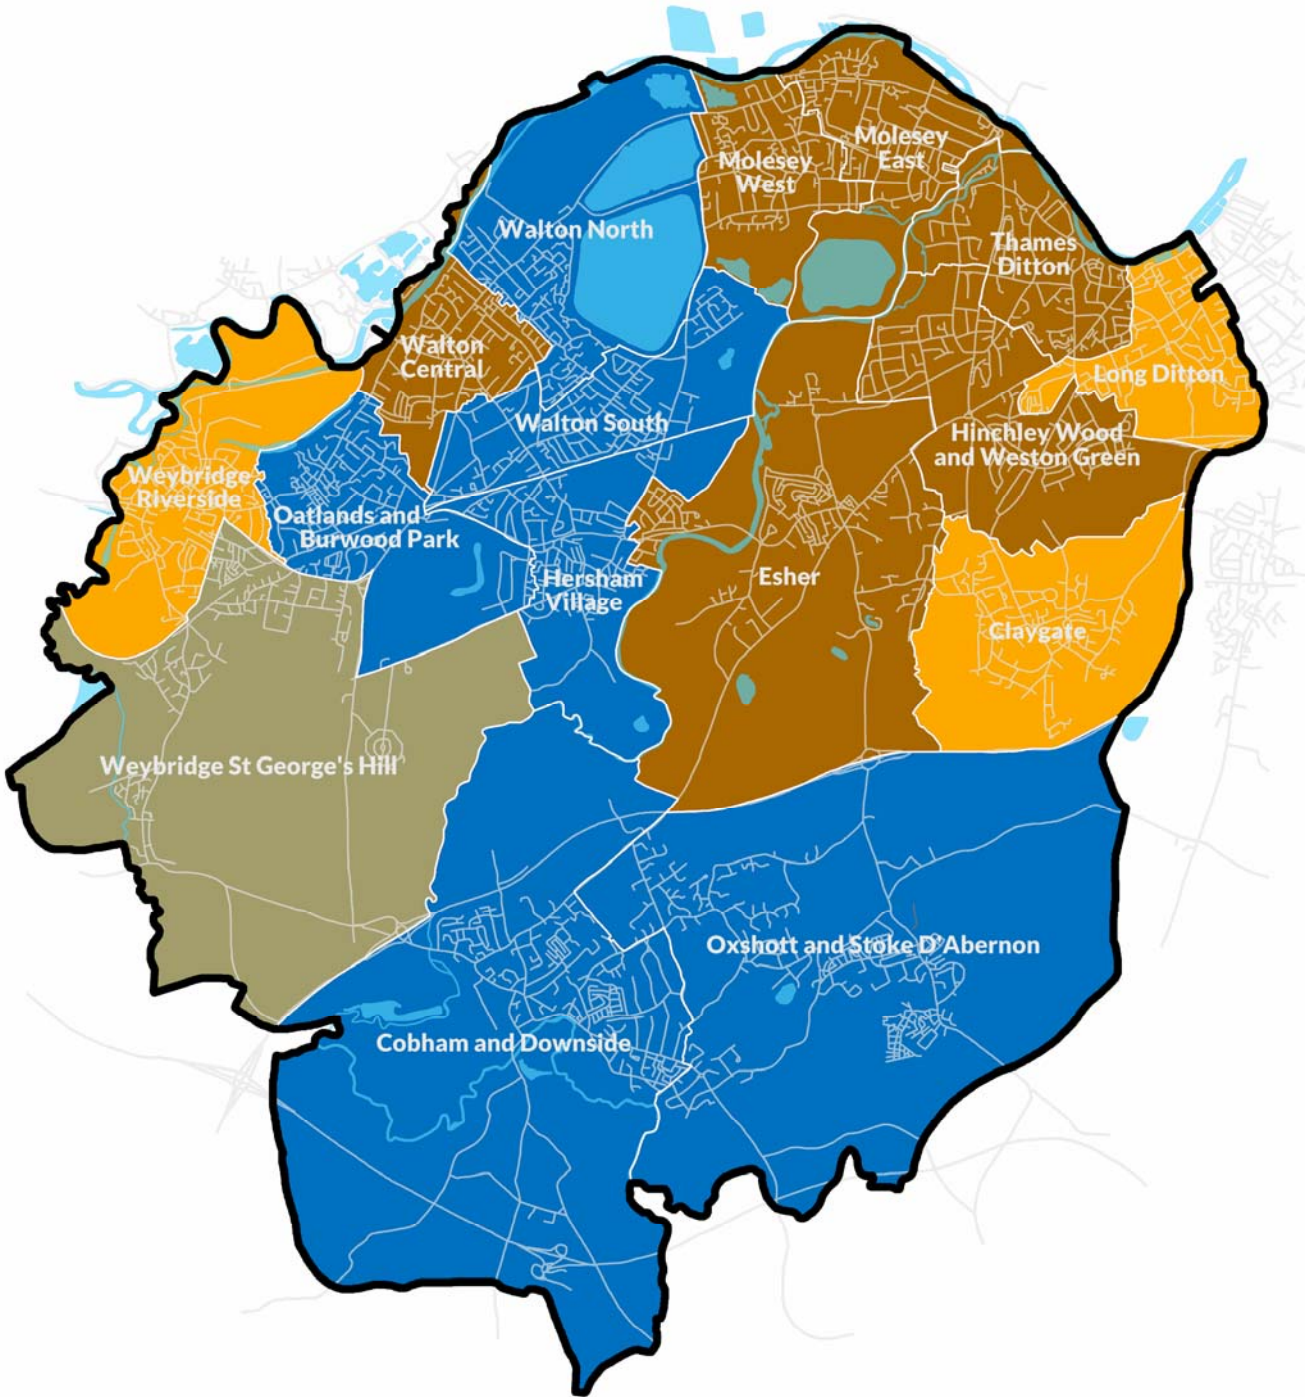 Molesey
East
Molesey
West
Walton North
Thames
Ditton
Walton
Central
Long Ditton
Walton South
Hinchley Wood
and Weston Green
Weybridge
Riverside
Oatlands and
Burwood Park
Hersham
Village
Esher
Claygate
Weybridge St George's Hill
Oxshott and Stoke D'Abernon
Cobham and Downside